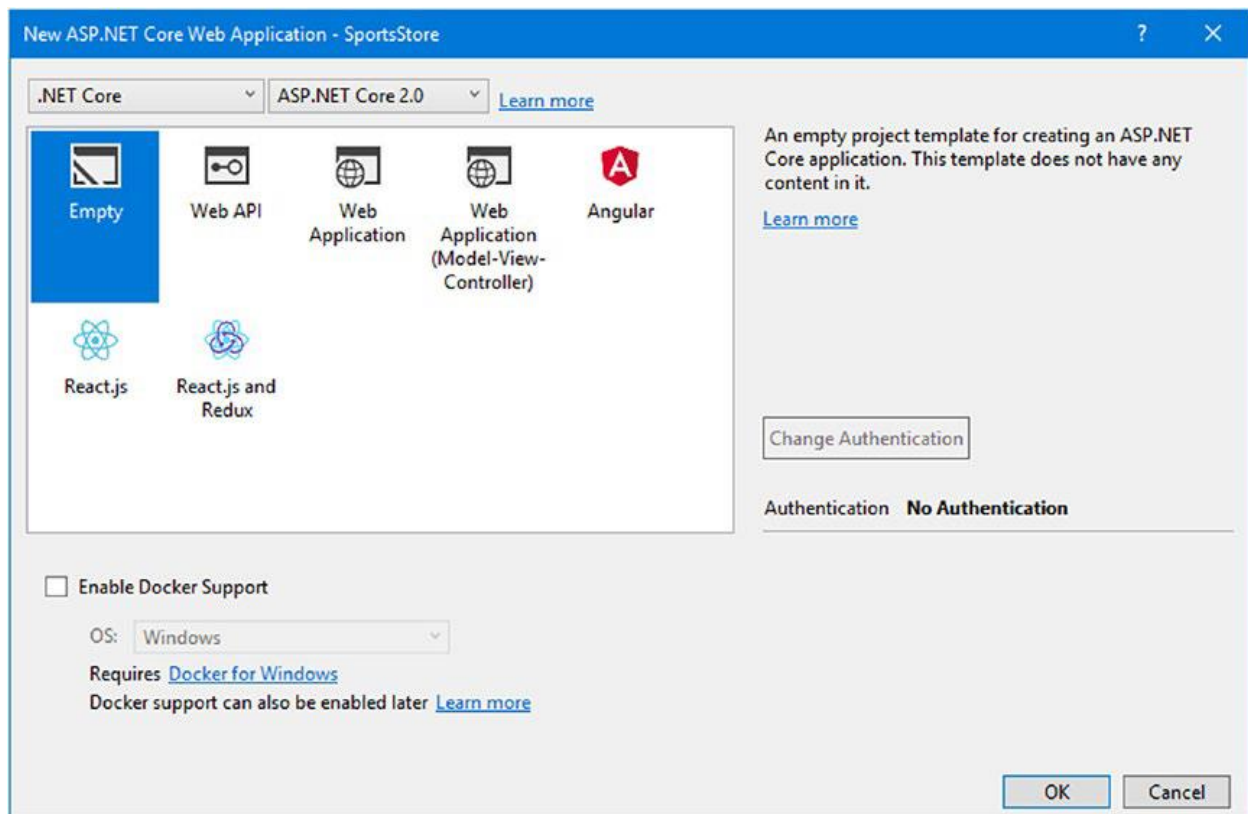 New ASP.NET Core Web Application - SportsStore
? ×
.NET Core
ASP.NET Core 2.0
Learn more
Empty
Web API
Web
Application
Web
Application
(Model-View-
Controller)
Angular
React.js
React.js and
Redux
An empty project template for creating an ASP.NET
Core application. This template does not have any
content in it.
Learn more
Change Authentication
Authentication No Authentication
Enable Docker Support
OS: Windows
Requires Docker for Windows
Docker support can also be enabled later Learn more
OK
Cancel